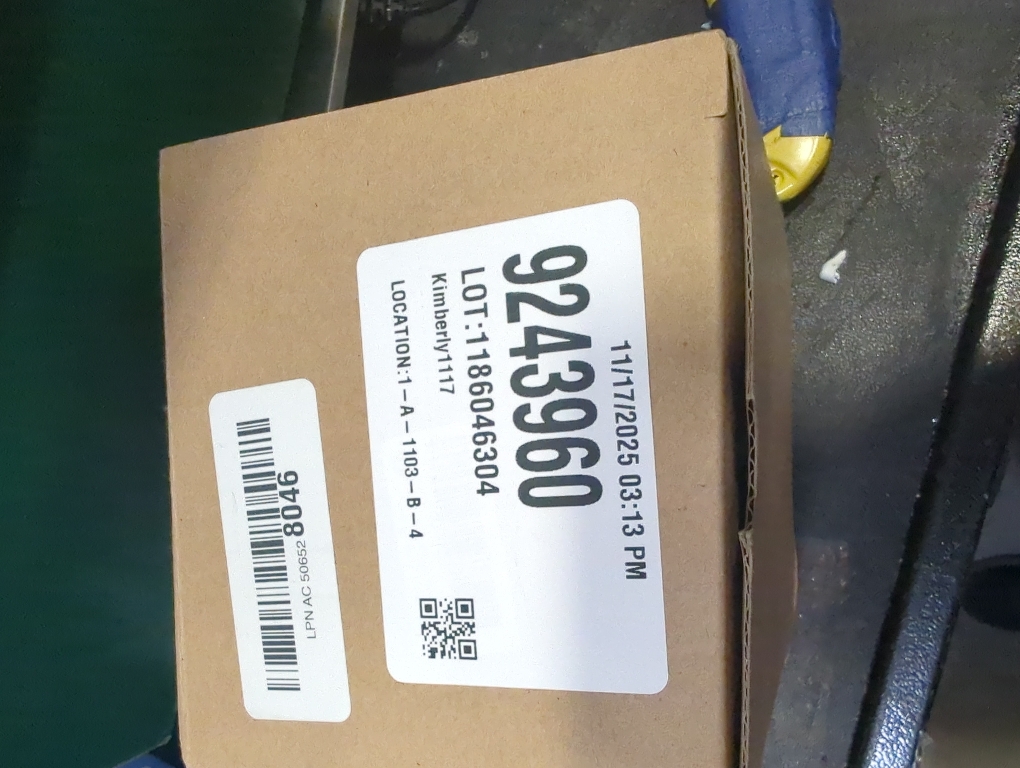 11/17/2025 03:13 PM
9243960
LOT:1186046304
Kimberly1117
LOCATION:1-A-1103-B-4
LPN AC 50652 8046